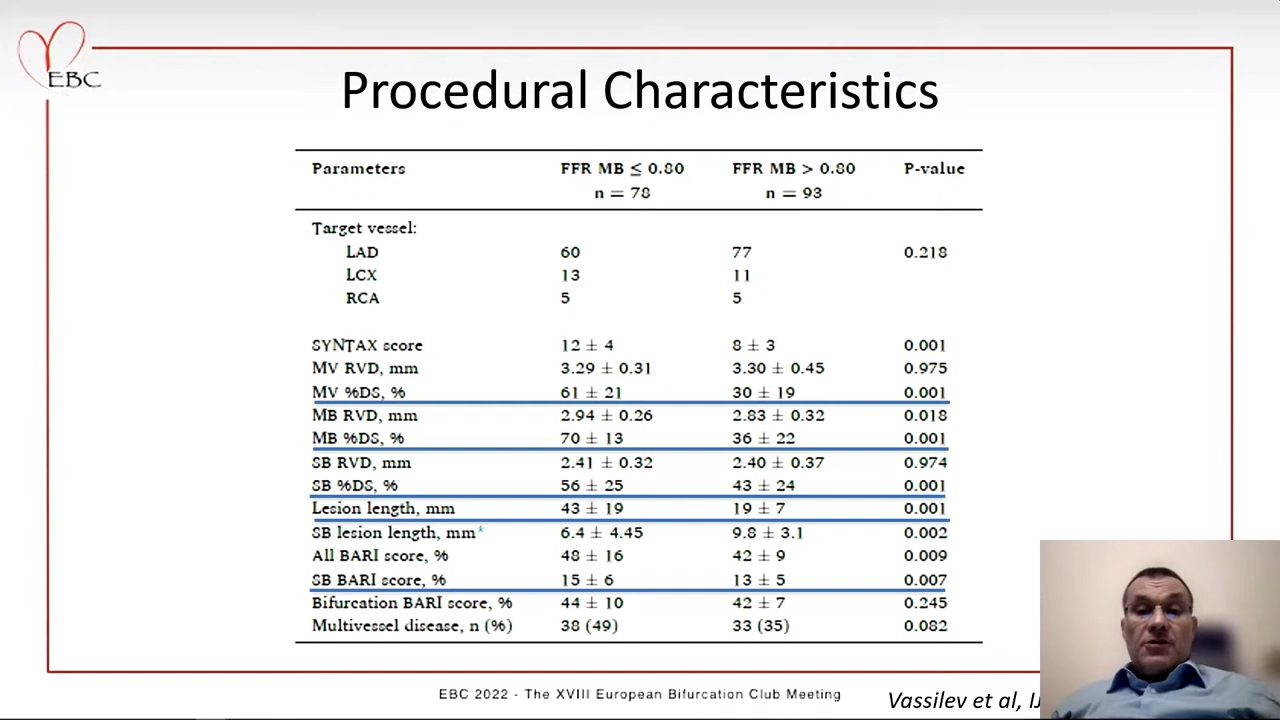 EBC
Procedural Characteristics
Parameters FFR MB ≤ 0.80 FFR MB > 0.80 P-value
n = 78 n = 93
Target vessel:
LAD 60 77 0.218
LCX 13 11
RCA 5 5
SYNTAX score 12 ± 4 8 ± 3 0.001
MV RVD, mm 3.29 ± 0.31 3.30 ± 0.45 0.975
MV %DS, % 61 ± 21 30 ± 19 0.001
MB RVD, mm 2.94 ± 0.26 2.83 ± 0.32 0.018
MB %DS, % 70 ± 13 36 ± 22 0.001
SB RVD, mm 2.41 ± 0.32 2.40 ± 0.37 0.974
SB %DS, % 56 ± 25 43 ± 24 0.001
Lesion length, mm 43 ± 19 19 ± 7 0.001
SB lesion length, mm* 6.4 ± 4.45 9.8 ± 3.1 0.002
All BARI score, % 48 ± 16 42 ± 9 0.009
SB BARI score, % 15 ± 6 13 ± 5 0.007
Bifurcation BARI score, % 44 ± 10 42 ± 7 0.245
Multivessel disease, n (%) 38 (49) 33 (35) 0.082
EBC 2022 - The XVIII European Bifurcation Club Meeting
Vassilev et al,